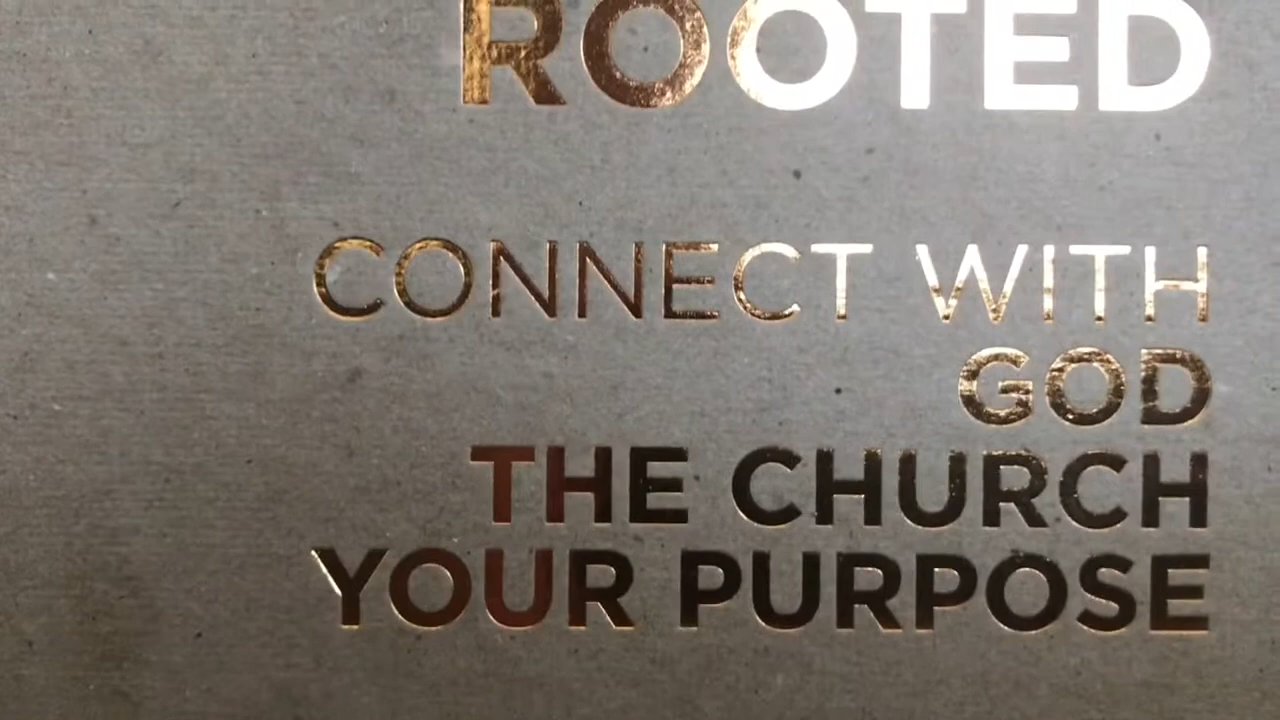 ROOTED
CONNECT WITH
GOD
THE CHURCH
YOUR PURPOSE